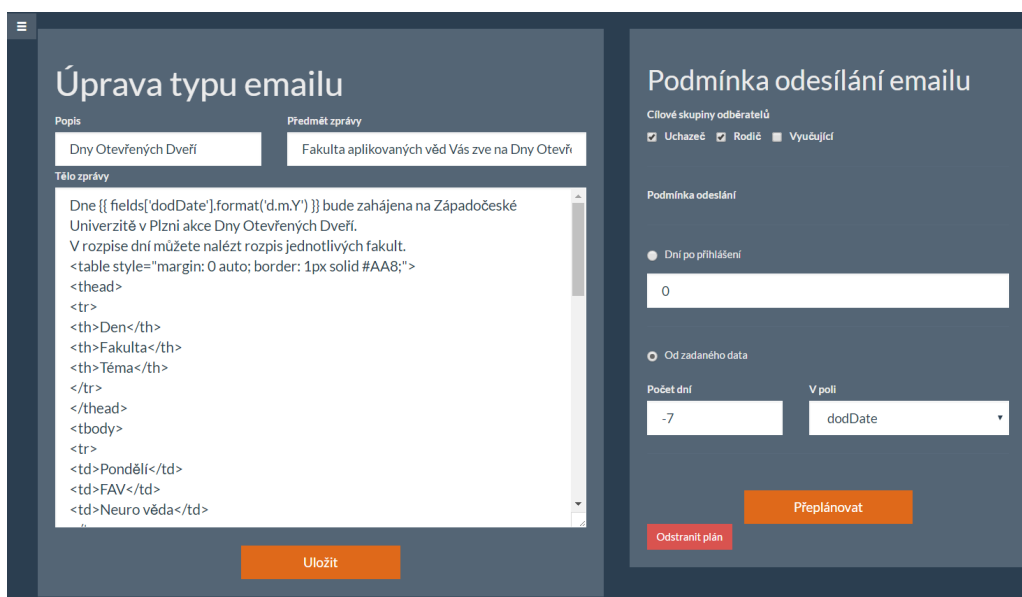 Úprava typu emailu
Popis
Předmět zprávy
Dny Otevřených Dveří
Fakulta aplikovaných věd Vás zve na Dny Otevře
Tělo zprávy
Dne {{ fields['dodDate'].format('d.m.Y') }} bude zahájena na Západočeské
Univerzitě v Plzni akce Dny Otevřených Dveří.
V rozpise dní můžete nalézt rozpis jednotlivých fakult.
<table style="margin: 0 auto; border: 1px solid #AA8;">
<thead>
<tr>
<th>Den</th>
<th>Fakulta</th>
<th>Téma</th>
</tr>
</thead>
<tbody>
<tr>
<td>Pondělí</td>
<td>FAV</td>
<td>Neuro věda</td>
Uložit
Podmínka odesílání emailu
Cílové skupiny odběratelů
Uchazeč Rodič Vyučující
Podmínka odeslání
Dní po přihlášení
0
Od zadaného data
Počet dní
V poli
-7
dodDate
Přeplánovat
Odstranit plán